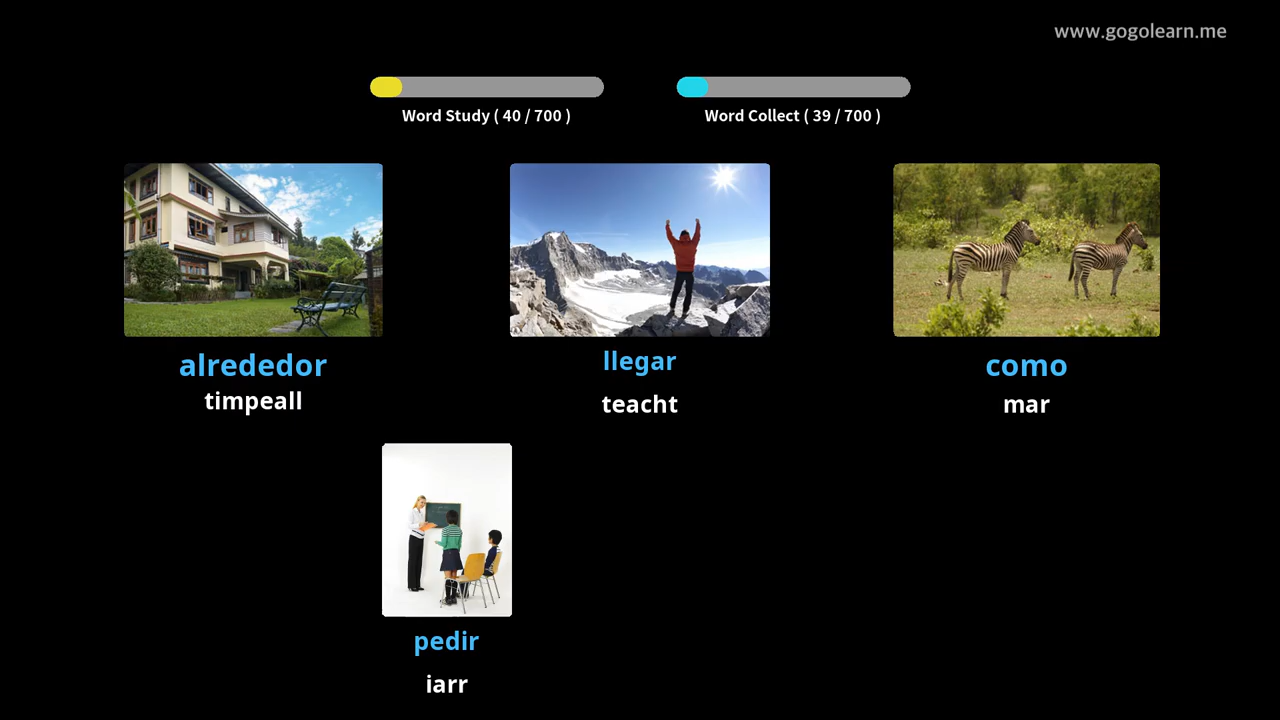 www.gogolearn.me
Word Study ( 40 / 700 )
Word Collect ( 39 / 700 )
alrededor
timpeall
llegar
teacht
como
mar
pedir
iarr